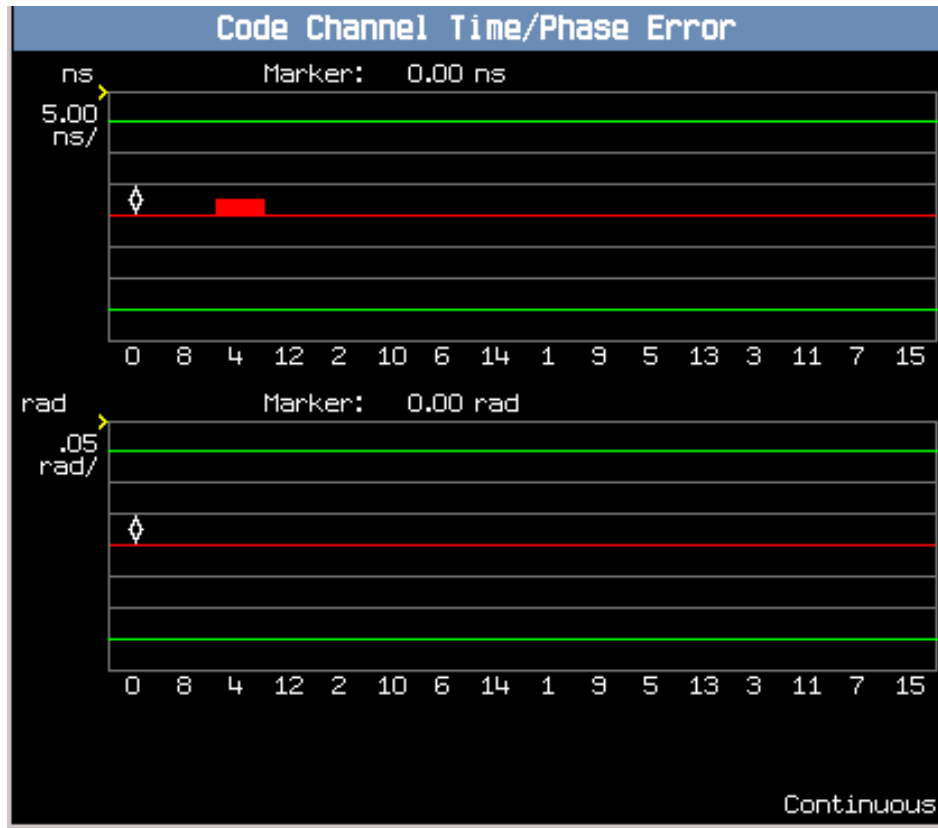 Code Channel Time/Phase Error
ns Marker: 0.00 ns
5.00
ns/
0 8 4 12 2 10 6 14 1 9 5 13 3 11 7 15
rad Marker: 0.00 rad
.05
rad/
0 8 4 12 2 10 6 14 1 9 5 13 3 11 7 15
Continuous